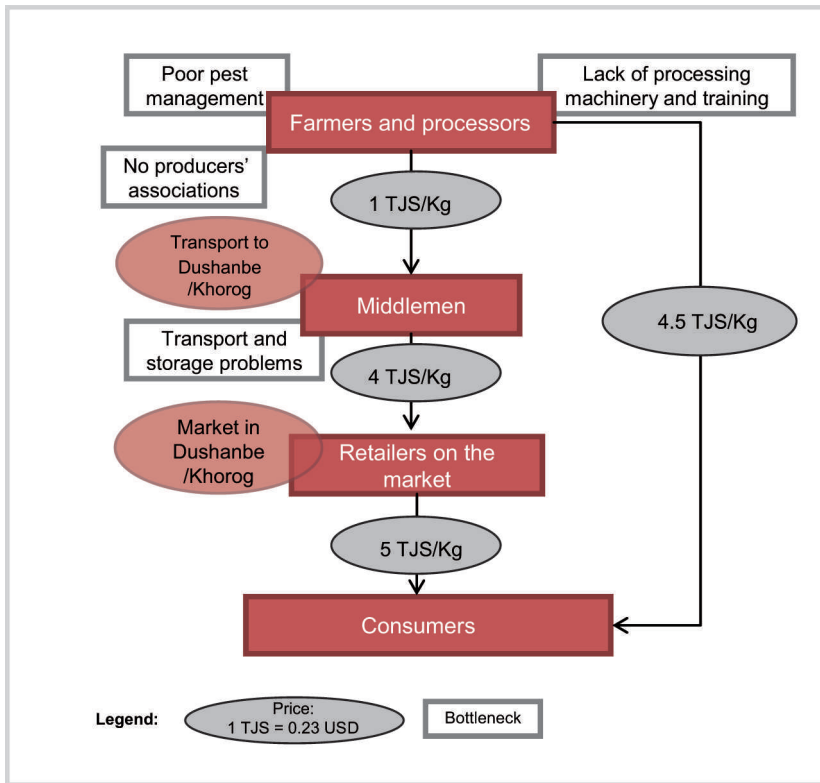 Poor pest
management
Lack of processing
machinery and training
Farmers and processors
No producers’
associations
1 TJS/Kg
Transport to
Dushanbe
/Khorog
Middlemen
4.5 TJS/Kg
Transport and
storage problems
4 TJS/Kg
Market in
Dushanbe
/Khorog
Retailers on the
market
5 TJS/Kg
Consumers
Legend:
Price:
1 TJS = 0.23 USD
Bottleneck